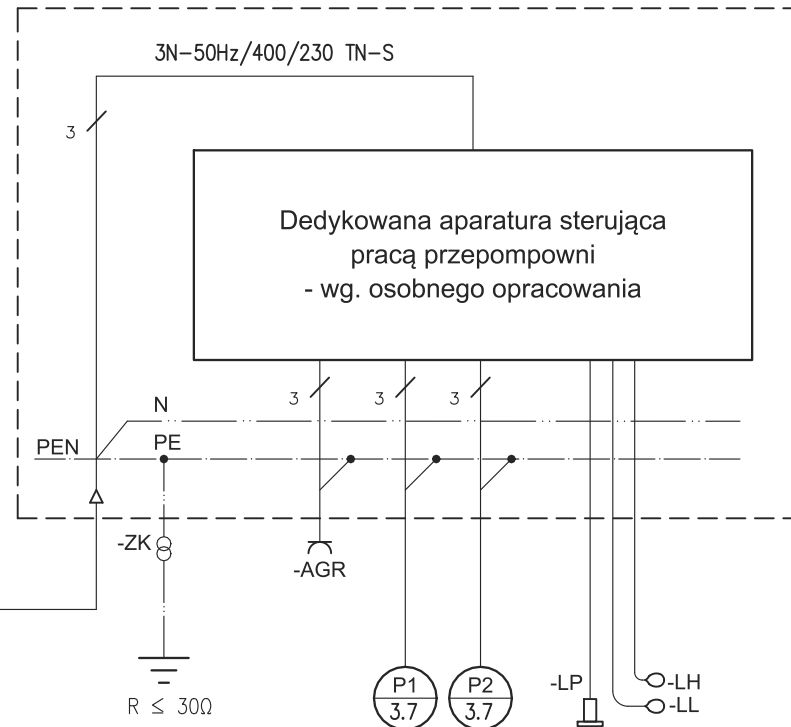 3N-50Hz/400/230 TN-S
3
Dedykowana aparatura sterująca
pracą przepompowni
- wg. osobnego opracowania
3
3
3
N
PEN
PE
-ZK
-AGR
R ≤ 30Ω
P1
3.7
P2
3.7
-LP
-LH
-LL